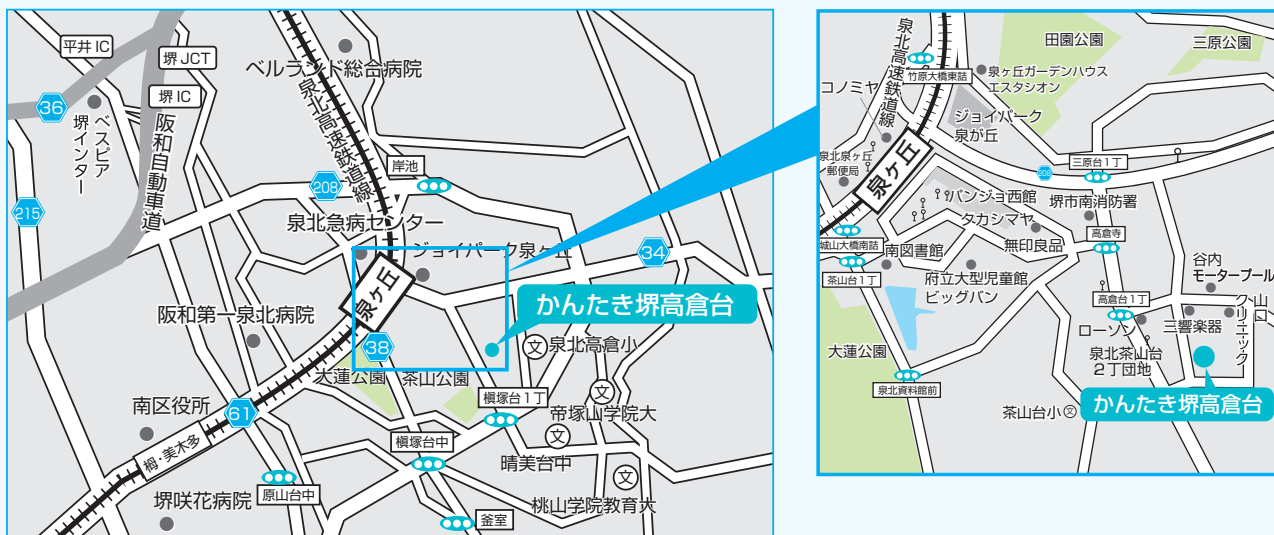 平井IC
堺JCT
堺IC
36
ベスピア
堺インター
阪和自動車道
215
ベルランド総合病院
泉北高速鉄道線
岸池
208
泉北急病センター
ジョイパーク泉ヶ丘
34
泉ヶ丘
かんたき堺高倉台
阪和第一泉北病院
38
文
泉北高倉小
大蓮公園
茶山公園
南区役所
61
槇塚台1丁
文
帝塚山学院大
栂・美木多
槇塚台中
文
晴美台中
原山台中
文
桃山学院教育大
堺咲花病院
釜室
泉北高速鉄道線
田園公園
三原公園
竹原大橋東詰
泉ヶ丘ガーデンハウス
エスタシオン
コノミヤ
ジョイパーク
泉が丘
泉北泉ヶ丘
郵便局
泉ヶ丘
208
三原台1丁
パンジョ西館
タカシマヤ
堺市南消防署
城山大橋南詰
南図書館
無印良品
高倉寺
茶山台1丁
府立大型児童館
ビッグバン
谷内
モータープール
高倉台1丁
山口
クリニック
ローソン
三響楽器
大蓮公園
泉北茶山台
2丁団地
泉北資料館前
かんたき堺高倉台
茶山台小
文